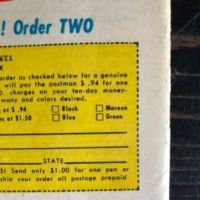 ! Order TWO
K
order as checked below for a genuine
I will pay the postman $ .94 for one
O. charges on your ten-day money-
many and colors desired.
s at $ .94 Black Maroon
ns at $1.50 Blue Green
STATE
S! Send only $1.00 for one pen or
ship your order all postage prepaid